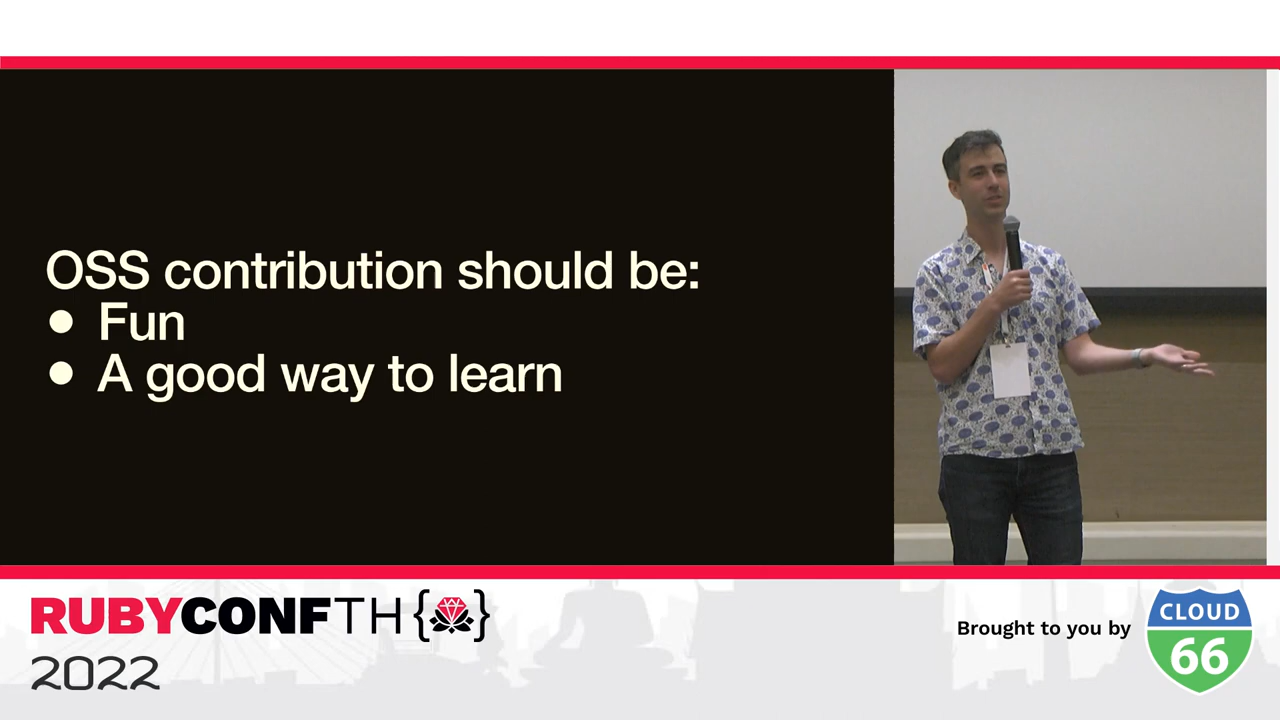 OSS contribution should be:
● Fun
● A good way to learn
RUBYCONFTH
2022
Brought to you by
CLOUD
66